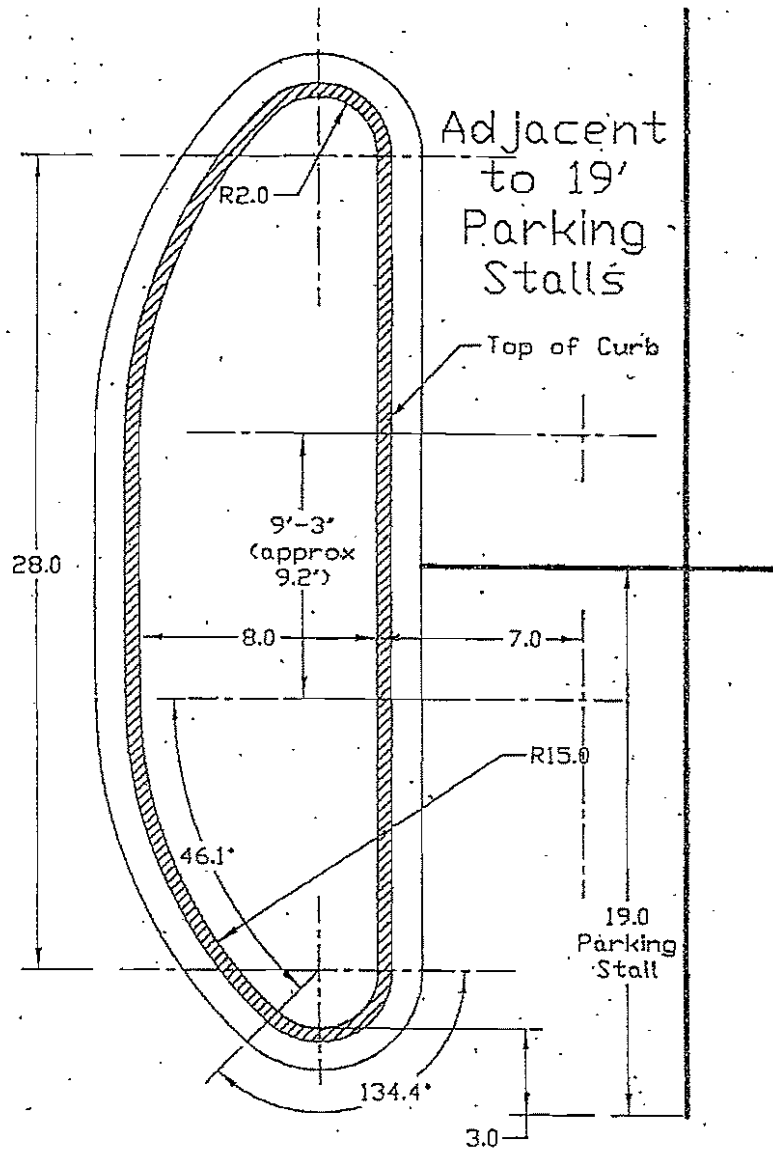 Adjacent
to 19'
Parking
Stalls
R2.0
Top of Curb
9'-3"
(approx
9.2')
28.0
8.0
7.0
R15.0
46.1°
19.0
Parking
Stall
134.4°
3.0